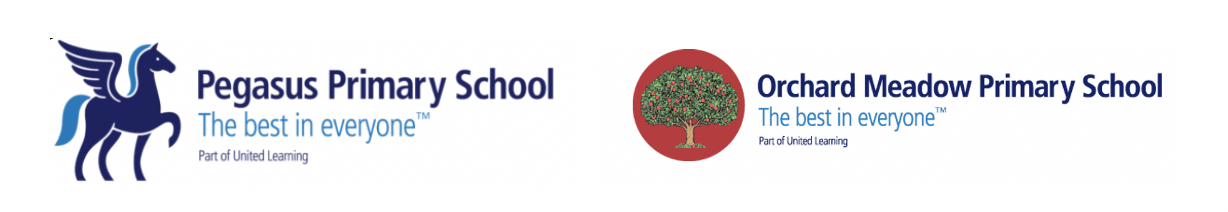 Pegasus Primary School
The best in everyone™
Part of United Learning
Orchard Meadow Primary School
The best in everyone™
Part of United Learning